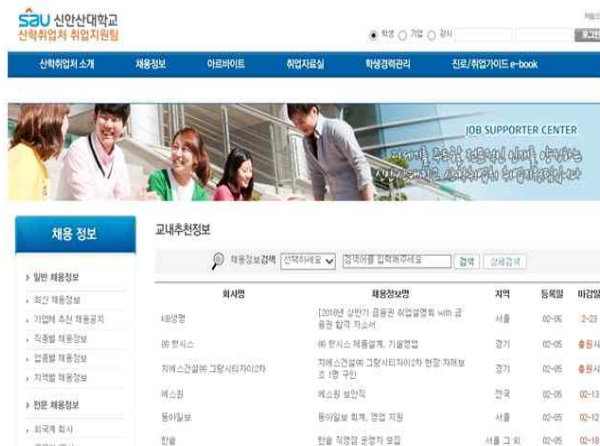 sau 신안산대학교
산학취업처 취업지원팀
학생 기업 강사
산학취업처 소개 채용정보 아르바이트 취업자료실 학생경력관리 진로/취업가이드 e-book
JOB SUPPORTER CENTER
채용 정보
교내추천정보
채용정보검색 선택하세요 검색어를 입력해주세요 검색 상세검색
회사명 채용정보명 지역 등록일 마감일
일반 채용정보
최신 채용정보
기업체 추천 채용공지
직종별 채용정보
업종별 채용정보
지역별 채용정보
전문 채용정보
외국계 회사
KB생명 [2018년 상반기 금융권 취업설명회 with 금
융권 합격 자소서 서울 02-06 2-23
㈜ 한시스 ㈜ 한시스 제품설계, 기술영업 경기 02-05
지에스건설㈜ 그랑시티자이2차 지에스건설㈜ 그랑시티자이2차 현장 자재보
조 1명 구인 경기 02-05
에스원 에스원 보안직 전국 02-05 02-13
동아일보 동아일보 회계, 영업 지원 서울 02-05 02-12
한솥 한솥 직영점 운영자 모집 서울 그 외 02-05 02-18